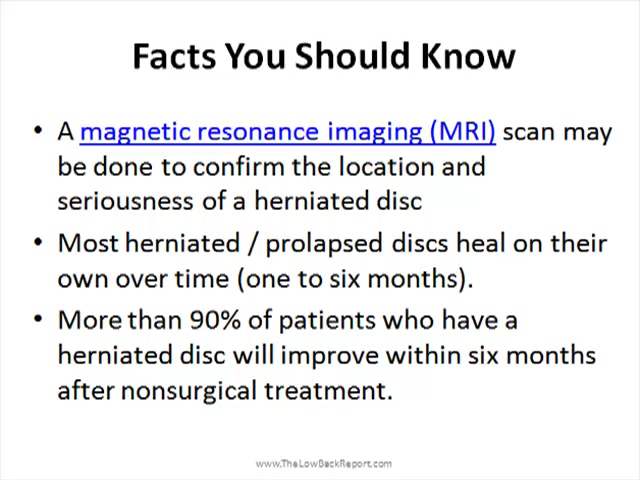 Facts You Should Know
• A magnetic resonance imaging (MRI) scan may
be done to confirm the location and
seriousness of a herniated disc
• Most herniated / prolapsed discs heal on their
own over time (one to six months).
• More than 90% of patients who have a
herniated disc will improve within six months
after nonsurgical treatment.
www.TheLowBackReport.com